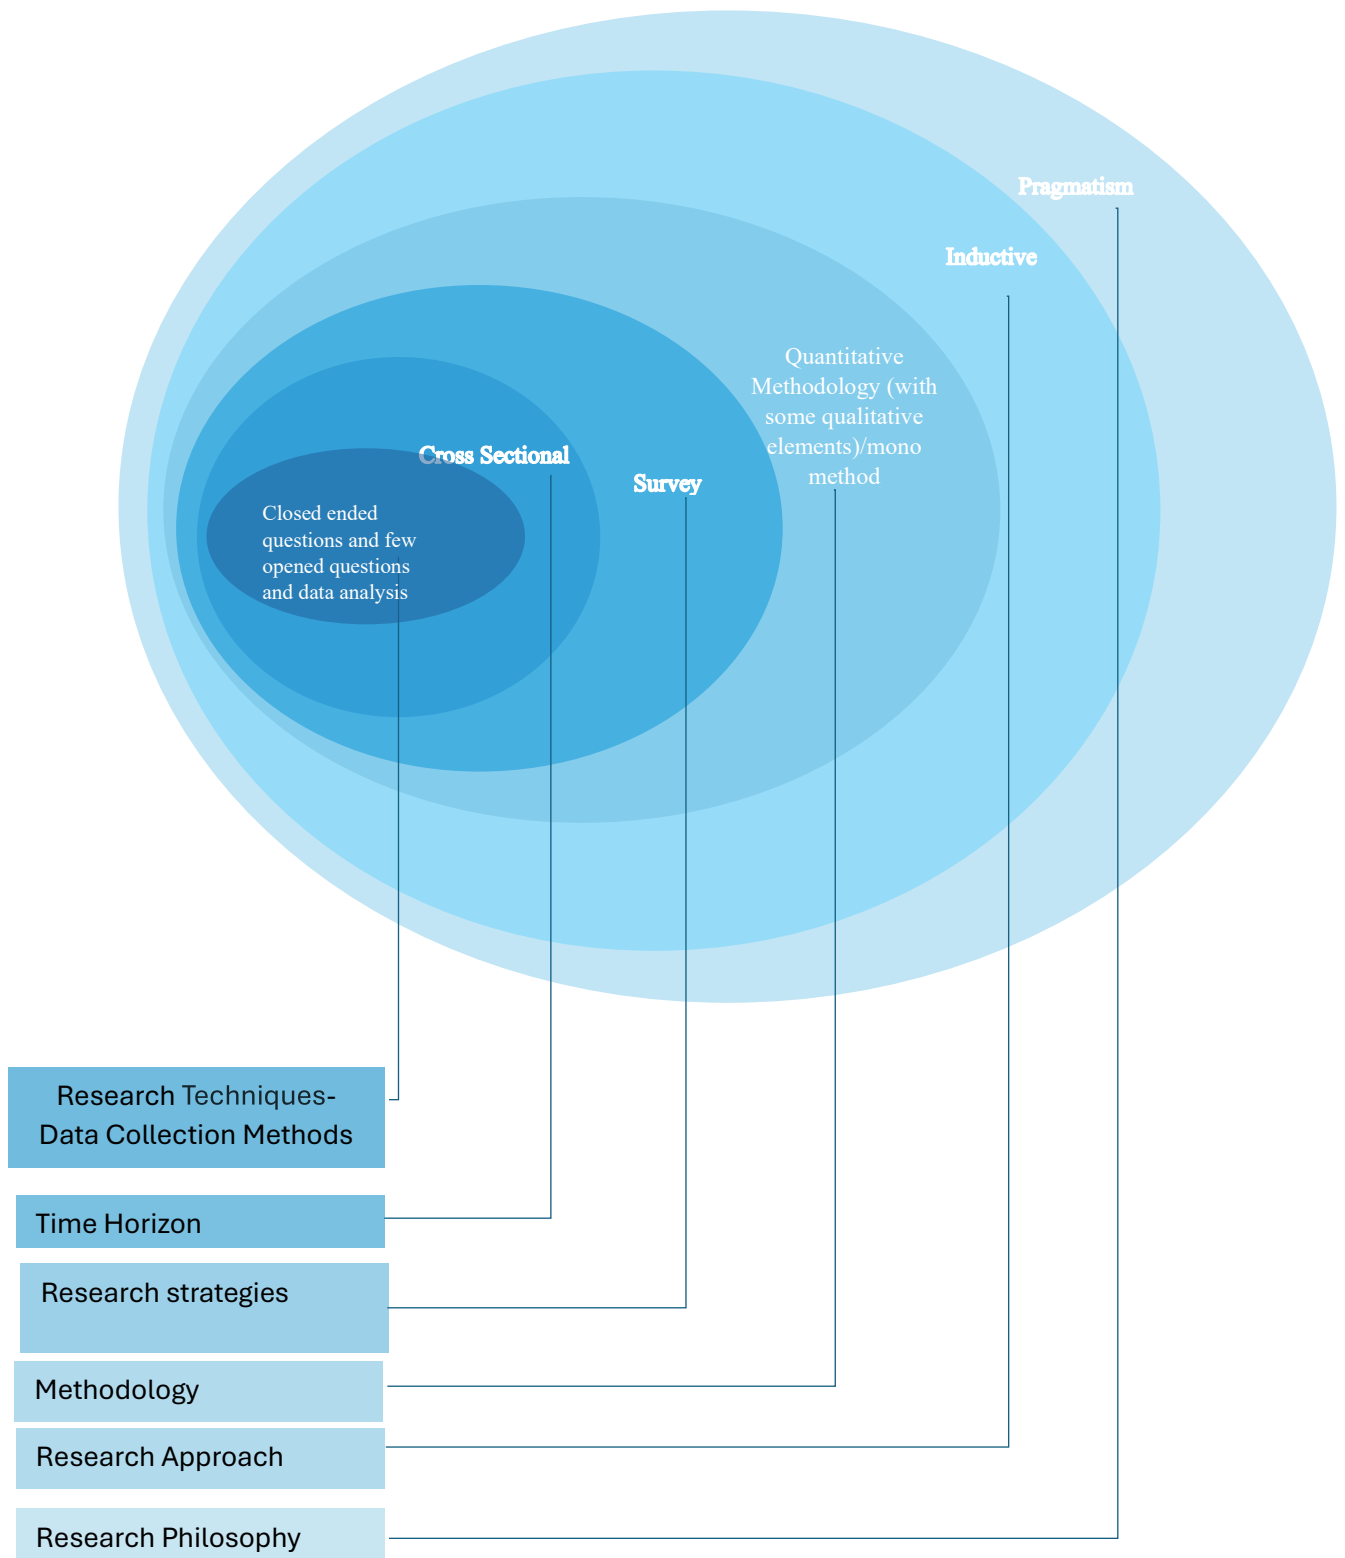 Pragmatism
Inductive
Quantitative
Methodology (with
some qualitative
elements)/mono
method
Cross Sectional
Survey
Closed ended
questions and few
opened questions
and data analysis
Research Techniques-
Data Collection Methods
Time Horizon
Research strategies
Methodology
Research Approach
Research Philosophy